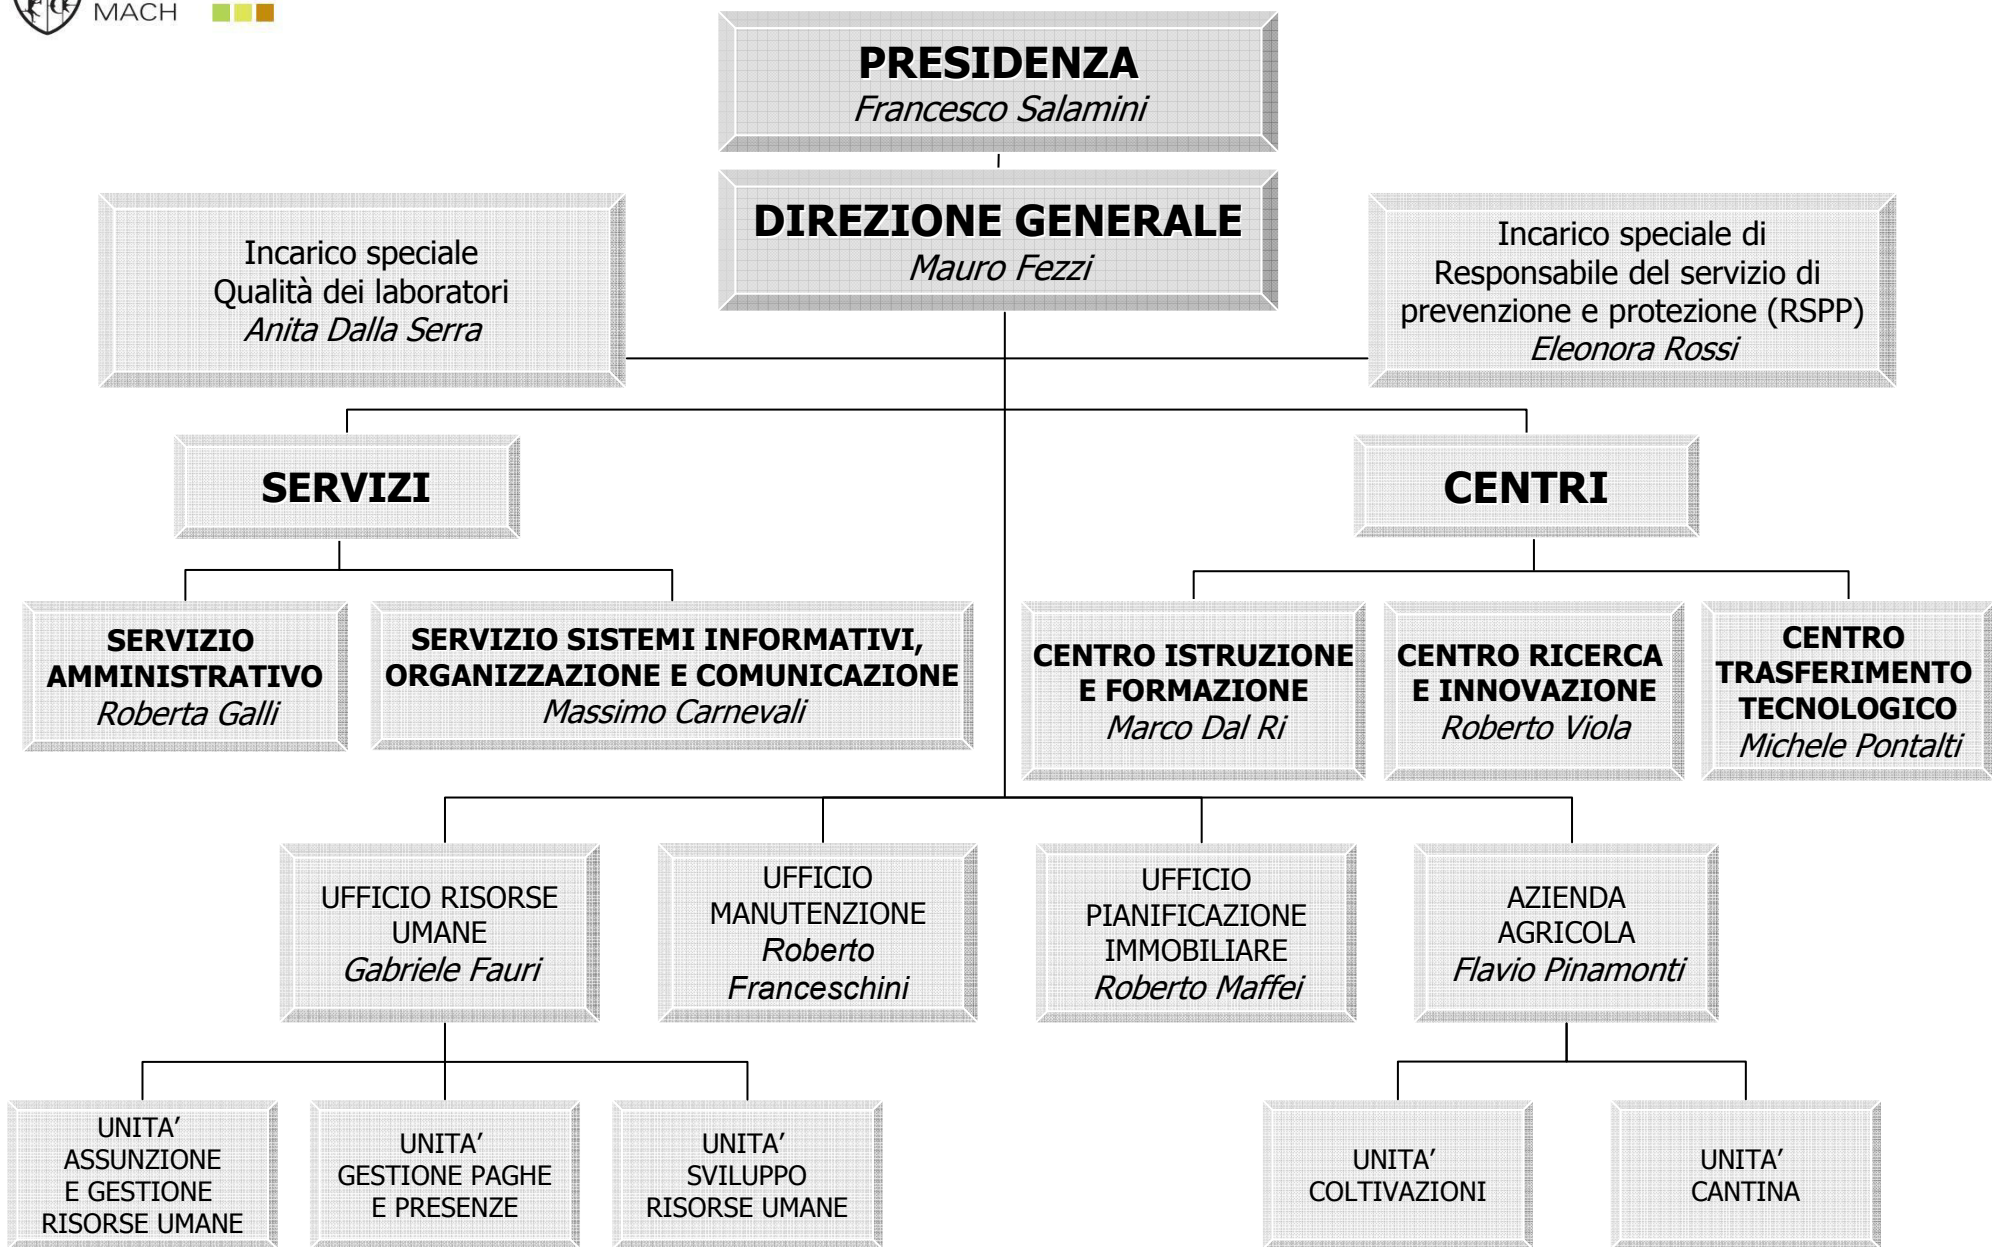 MACH
PRESIDENZA
Francesco Salamini
DIREZIONE GENERALE
Mauro Fezzi
Incarico speciale
Qualità dei laboratori
Anita Dalla Serra
Incarico speciale di
Responsabile del servizio di
prevenzione e protezione (RSPP)
Eleonora Rossi
SERVIZI
CENTRI
SERVIZIO
AMMINISTRATIVO
Roberta Galli
SERVIZIO SISTEMI INFORMATIVI,
ORGANIZZAZIONE E COMUNICAZIONE
Massimo Carnevali
CENTRO ISTRUZIONE
E FORMAZIONE
Marco Dal Ri
CENTRO RICERCA
E INNOVAZIONE
Roberto Viola
CENTRO
TRASFERIMENTO
TECNOLOGICO
Michele Pontalti
UFFICIO RISORSE
UMANE
Gabriele Fauri
UFFICIO
MANUTENZIONE
Roberto
Franceschini
UFFICIO
PIANIFICAZIONE
IMMOBILIARE
Roberto Maffei
AZIENDA
AGRICOLA
Flavio Pinamonti
UNITA’
ASSUNZIONE
E GESTIONE
RISORSE UMANE
UNITA’
GESTIONE PAGHE
E PRESENZE
UNITA’
SVILUPPO
RISORSE UMANE
UNITA’
COLTIVAZIONI
UNITA’
CANTINA